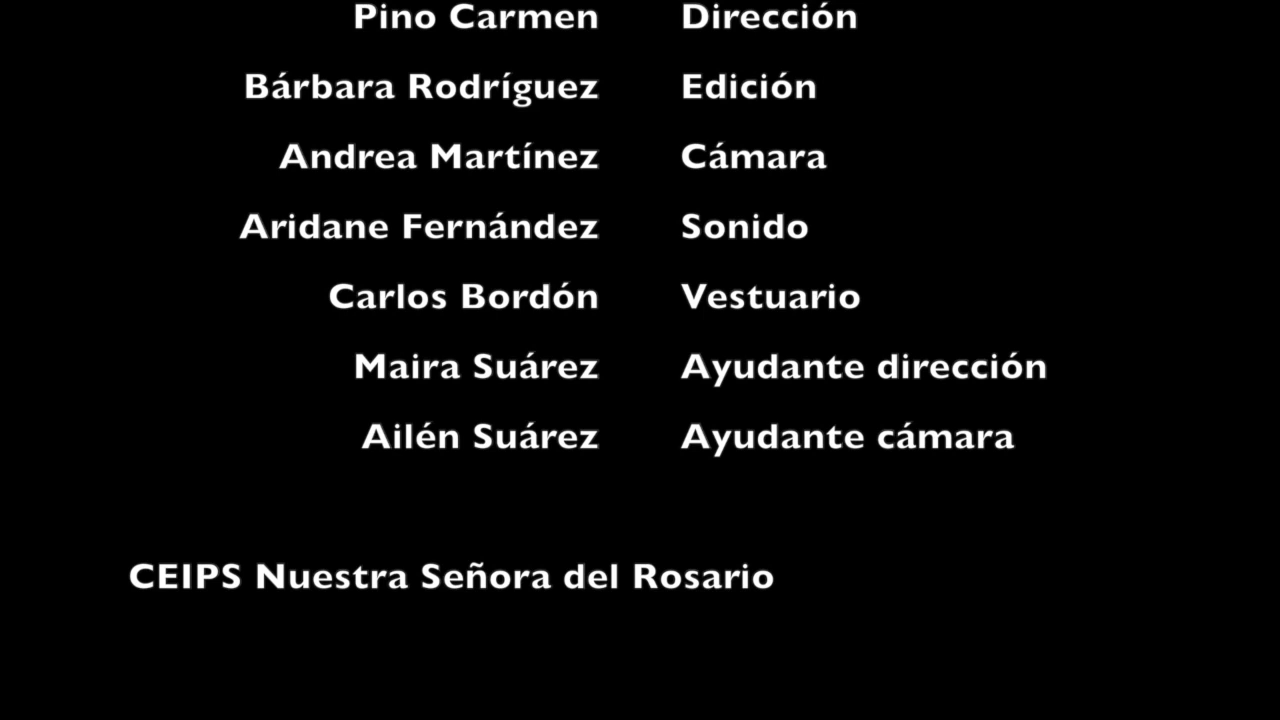 Pino Carmen Dirección
Bárbara Rodríguez Edición
Andrea Martínez Cámara
Aridane Fernández Sonido
Carlos Bordón Vestuario
Maira Suárez Ayudante dirección
Ailén Suárez Ayudante cámara
CEIPS Nuestra Señora del Rosario